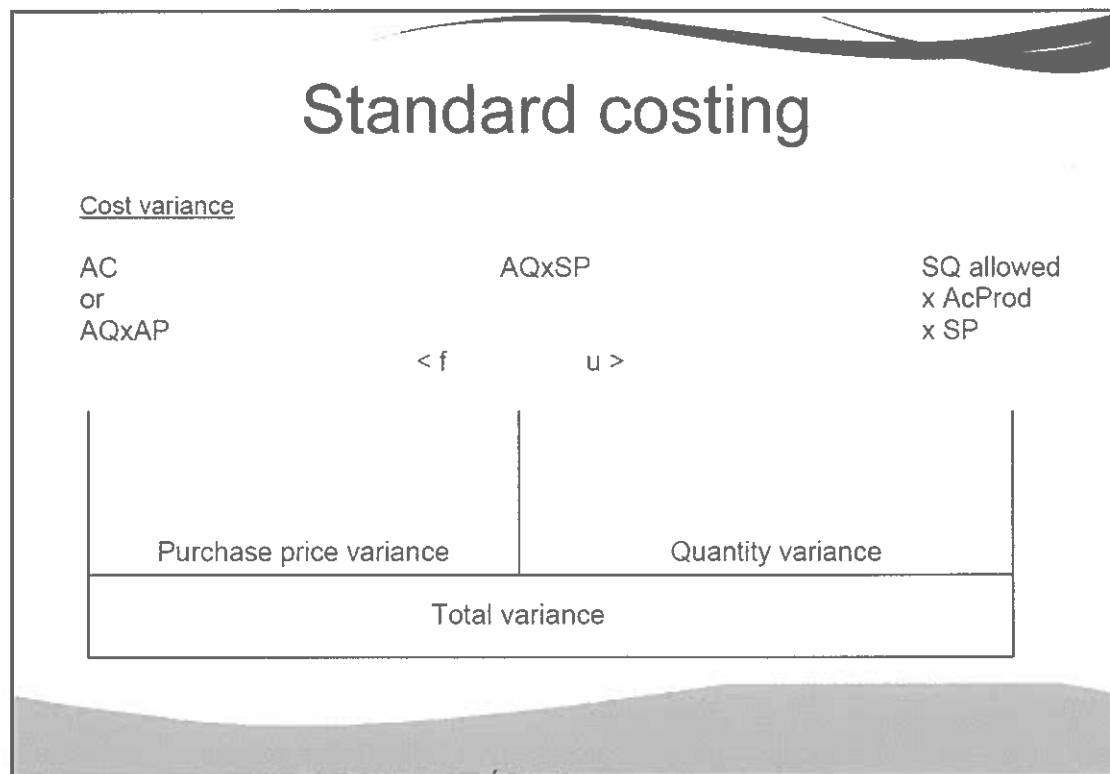 Standard costing
Cost variance
AC AQxSP SQ allowed
or x AcProd
AQxAP x SP
< f u >
Purchase price variance Quantity variance
Total variance